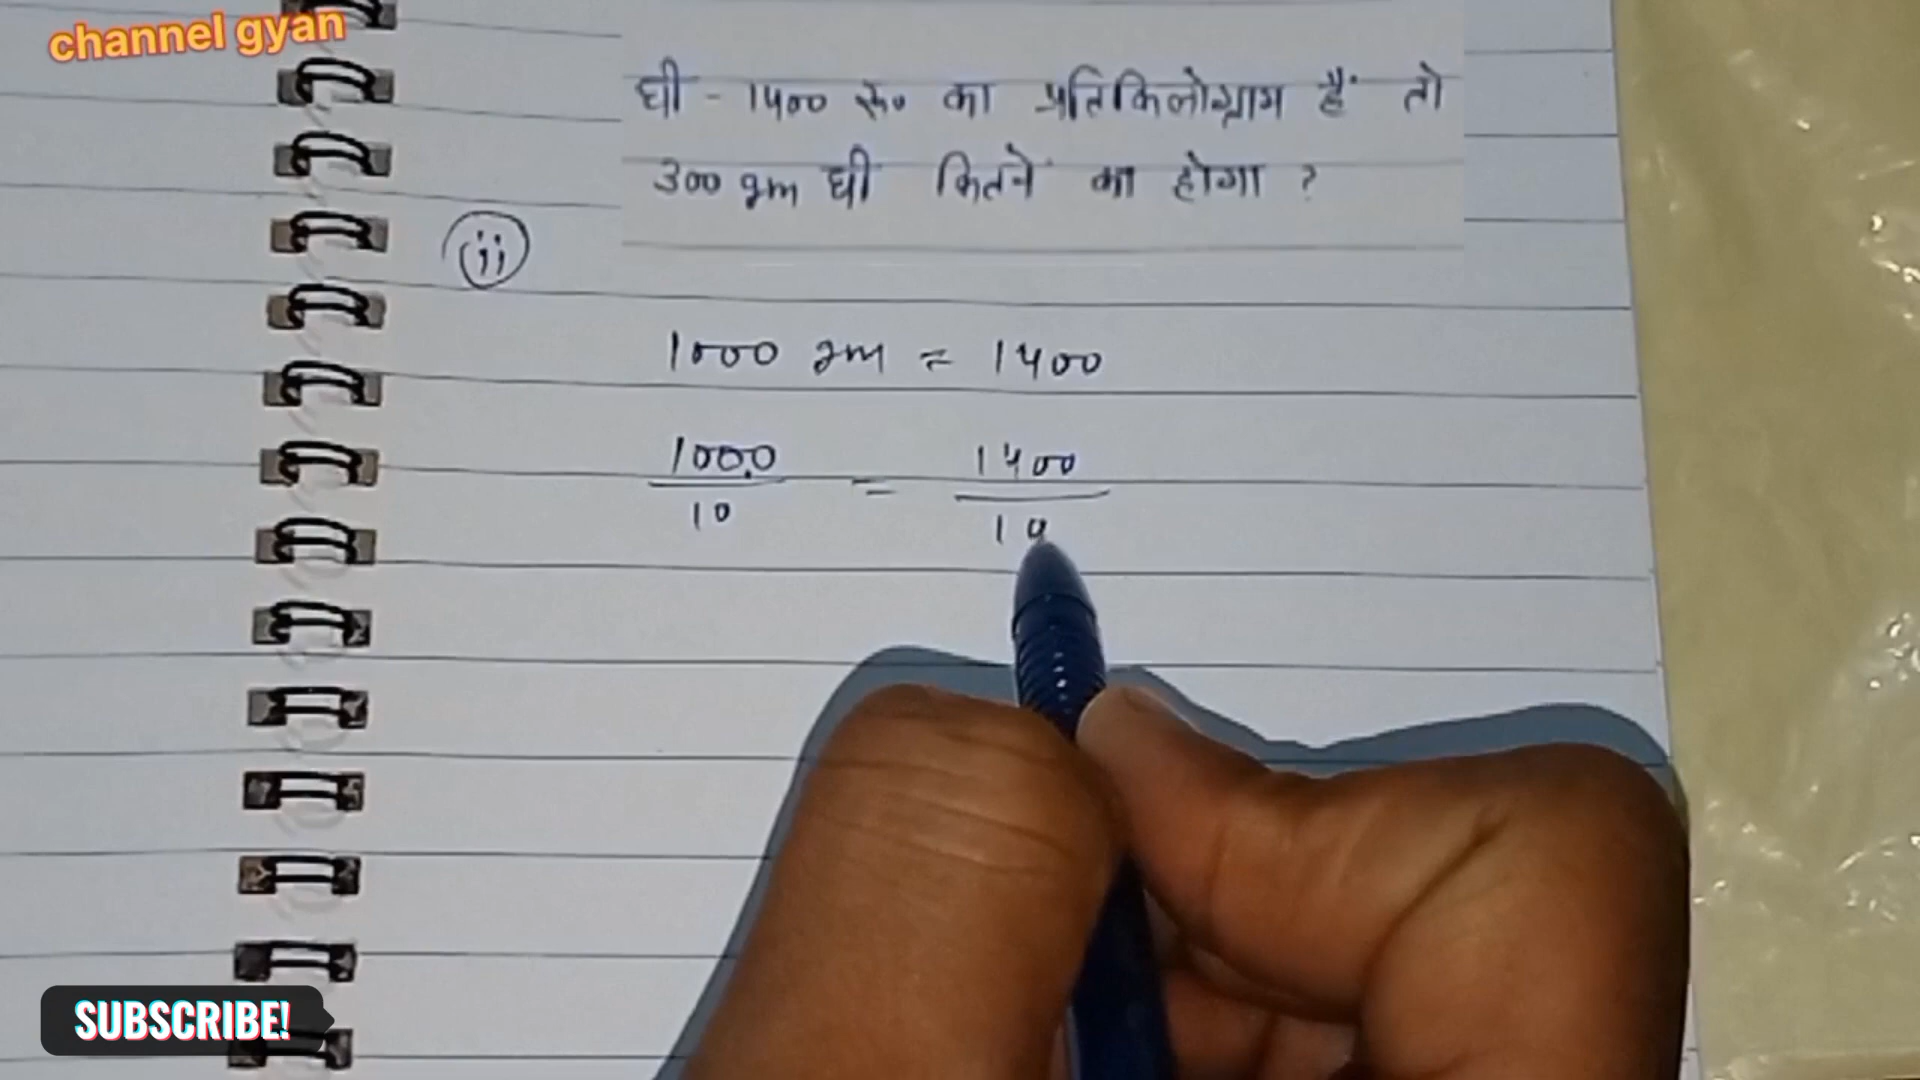 channel gyan
घी - 1400 रू० का प्रतिकिलोग्राम है तो
300 gm घी कितने का होगा ?
(ii)
1000 gm = 1400
1000 = 1400
10 10
SUBSCRIBE!